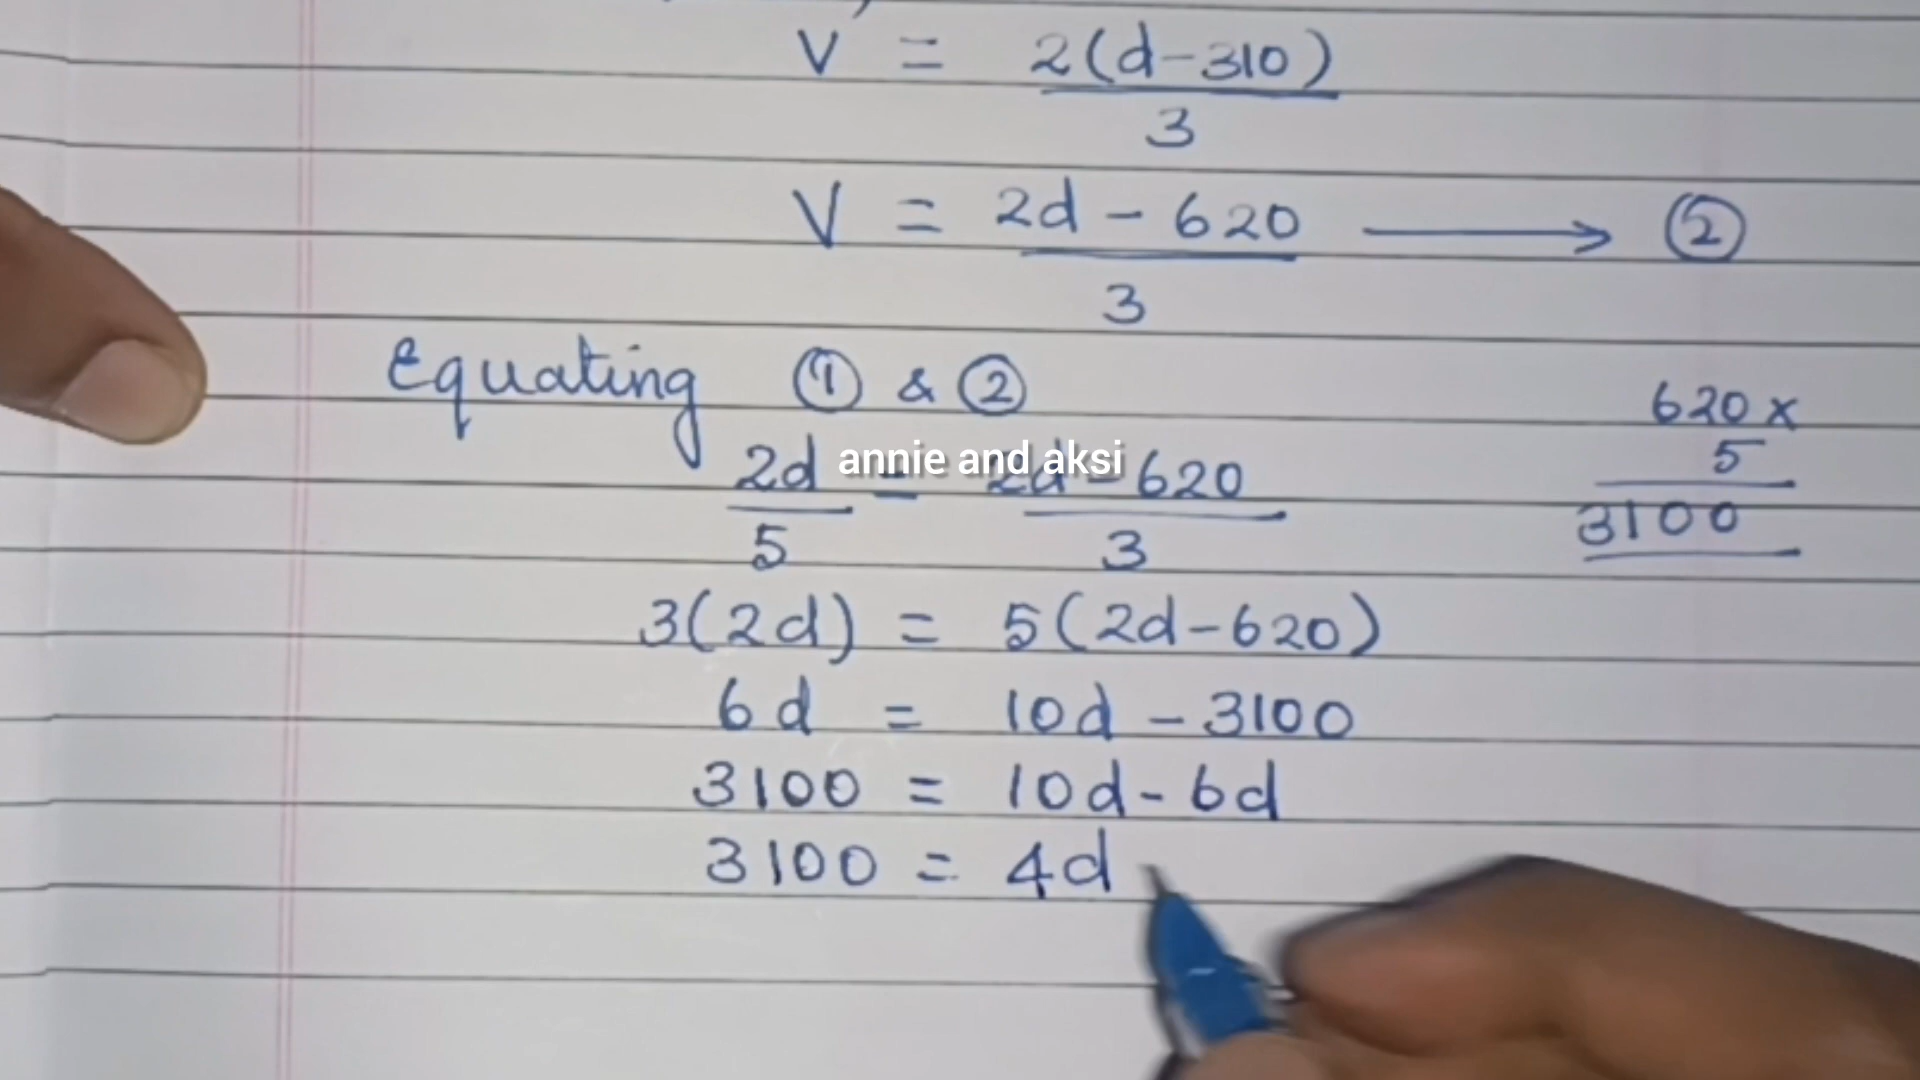 V = 2(d-310)
3
V = 2d - 620 → ②
3
Equating ① & ②
620 x
5
3100
annie and aksi
2d = 2d - 620
5 3
3(2d) = 5(2d-620)
6d = 10d - 3100
3100 = 10d - 6d
3100 = 4d